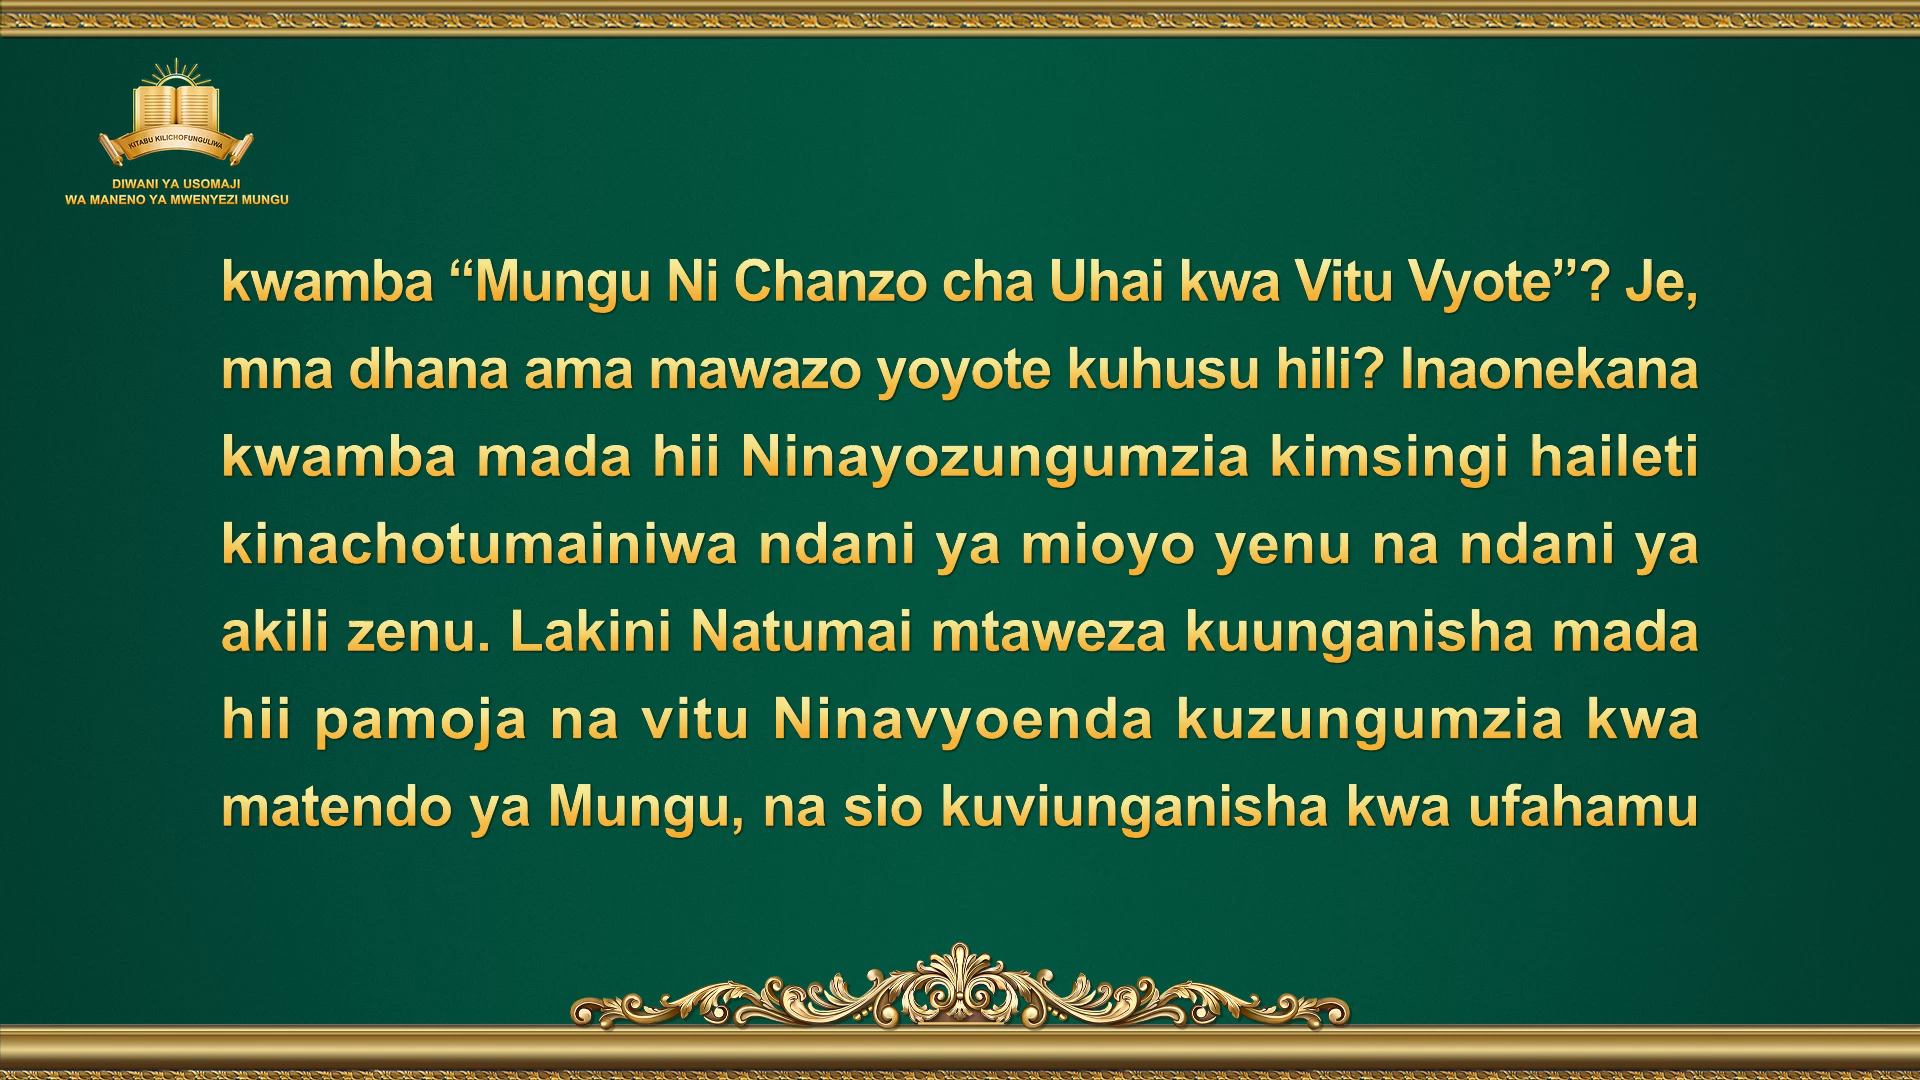 KITABU KILICHOFUNGULIWA
DIWANI YA USOMAJI
WA MANENO YA MWENYEZI MUNGU
kwamba “Mungu Ni Chanzo cha Uhai kwa Vitu Vyote”? Je,
mna dhana ama mawazo yoyote kuhusu hili? Inaonekana
kwamba mada hii Ninayozungumzia kimsingi haileti
kinachotumainiwa ndani ya mioyo yenu na ndani ya
akili zenu. Lakini Natumai mtaweza kuunganisha mada
hii pamoja na vitu Ninavyoenda kuzungumzia kwa
matendo ya Mungu, na sio kuviunganisha kwa ufahamu